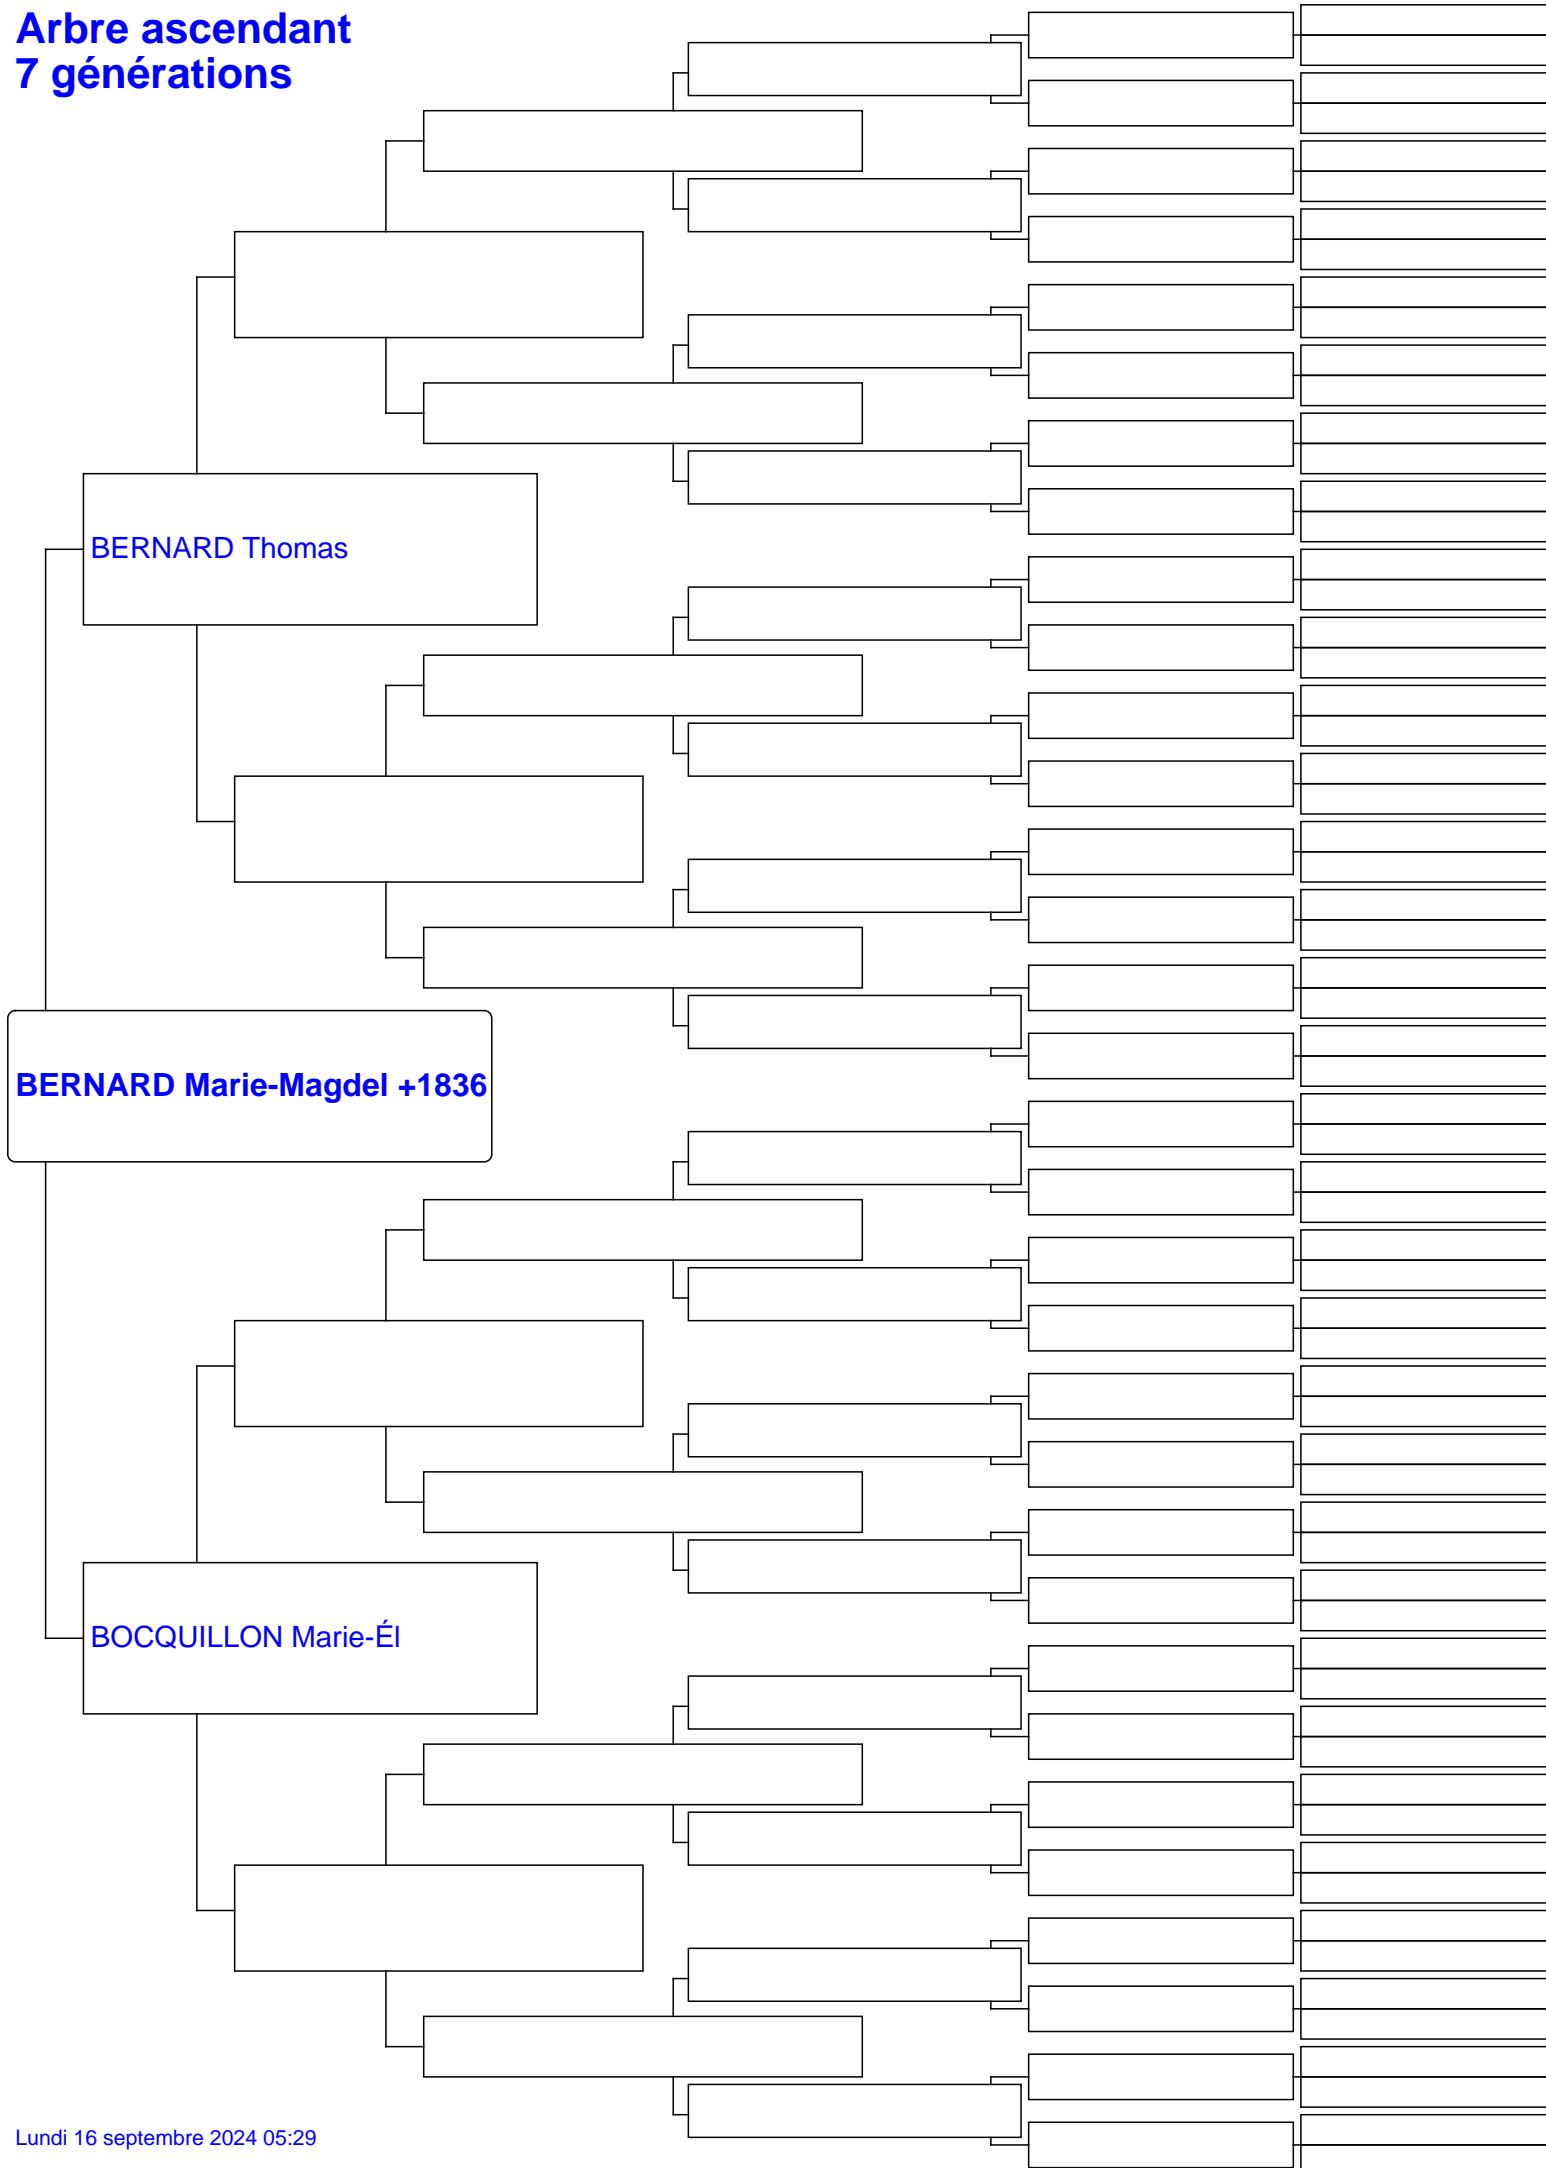 Arbre ascendant
7 générations
BERNARD Thomas
BERNARD Marie-Magdel +1836
BOCQUILLON Marie-Él
Lundi 16 septembre 2024 05:29